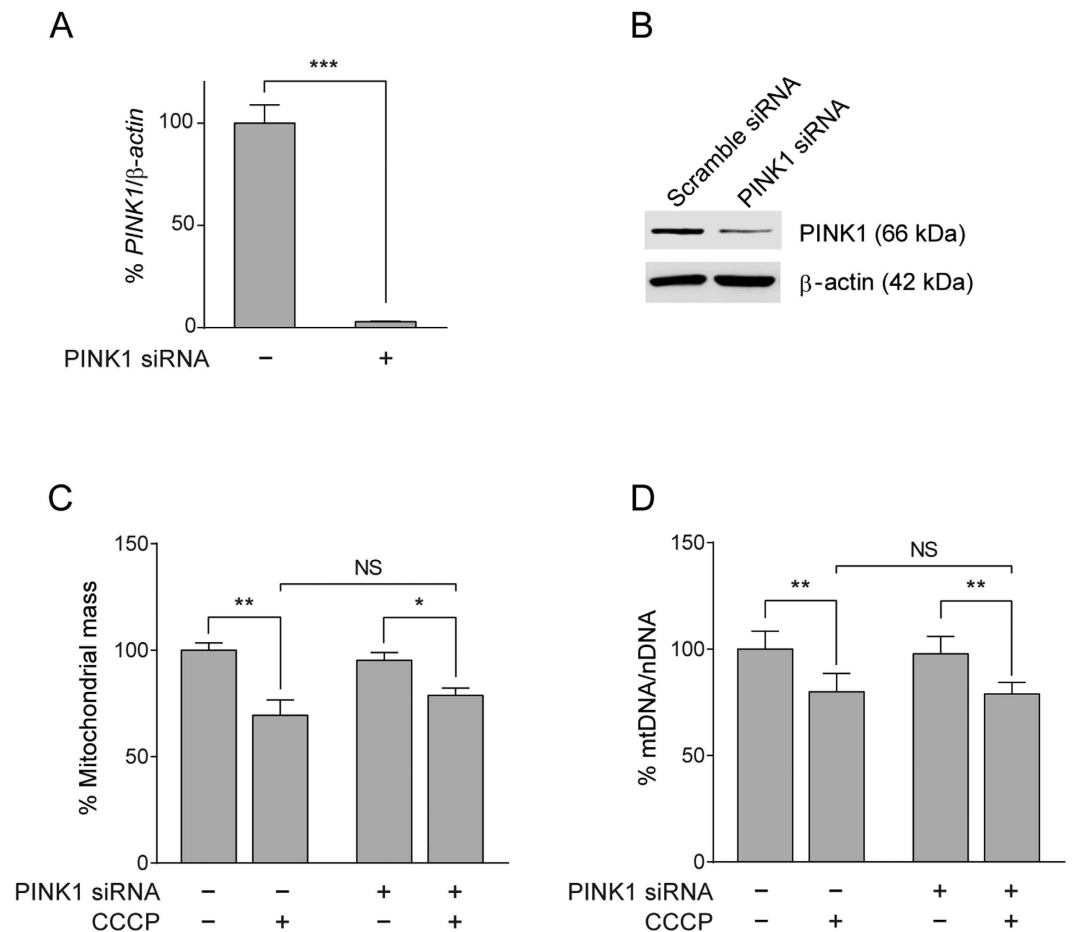 A
***
% PINK1/β-actin
100
50
0
PINK1 siRNA
− +
B
Scramble siRNA
PINK1 siRNA
PINK1 (66 kDa)
β-actin (42 kDa)
C
% Mitochondrial mass
150
100
50
0
NS
** *
PINK1 siRNA − − + +
CCCP − + − +
D
% mtDNA/nDNA
150
100
50
0
NS
** **
PINK1 siRNA − − + +
CCCP − + − +